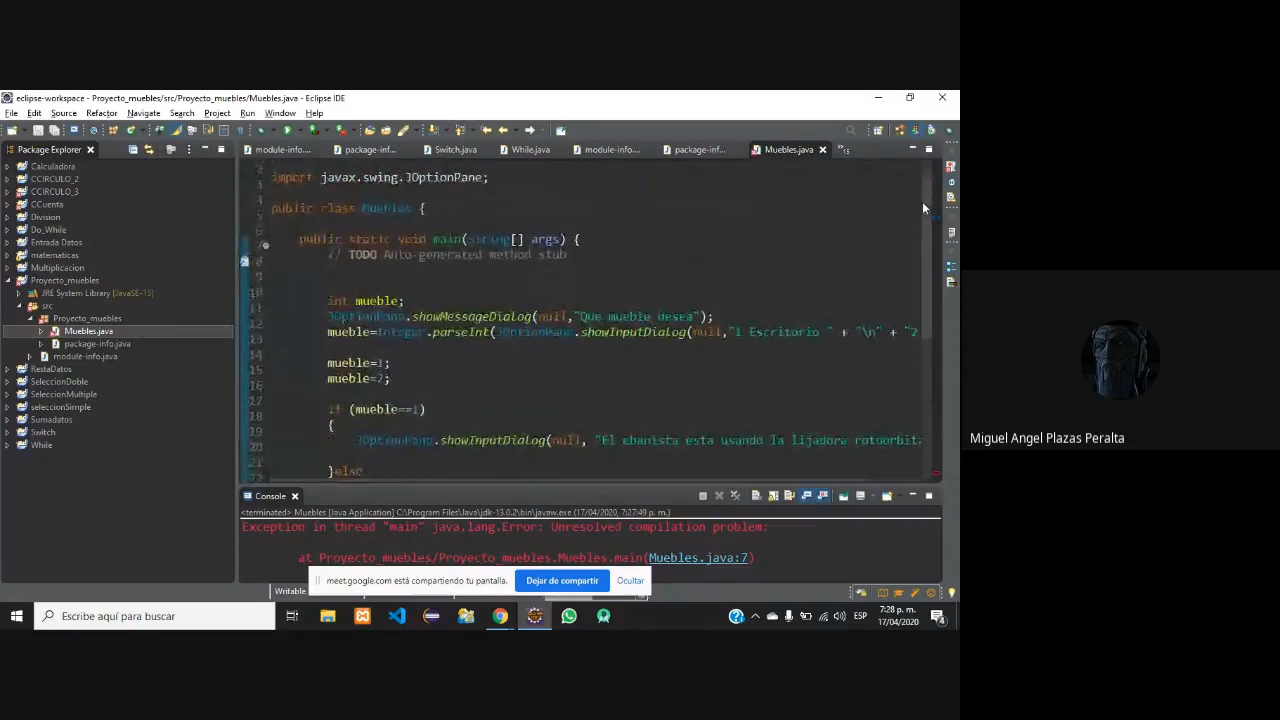 eclipse-workspace - Proyecto_muebles/src/Proyecto_muebles/Muebles.java - Eclipse IDE
File Edit Source Refactor Navigate Search Project Run Window Help
Package Explorer
module-info....
package-inf...
Switch.java
While.java
module-info....
package-inf...
Muebles.java
15
Calculadora
CCIRCULO_2
CCIRCULO_3
CCuenta
Division
Do_While
Entrada Datos
matematicas
Multiplicacion
Proyecto_muebles
JRE System Library [JavaSE-13]
src
Proyecto_muebles
Muebles.java
package-info.java
module-info.java
RestaDatos
SeleccionDoble
SeleccionMultiple
seleccionSimple
Sumadatos
Switch
While
import javax.swing.JOptionPane;
public class Muebles {
public static void main(String[] args) {
// TODO Auto-generated method stub
int mueble;
JOptionPane.showMessageDialog(null,"Que mueble desea");
mueble=Integer.parseInt(JOptionPane.showInputDialog(null,"1 Escritorio " + "\n" + "2
mueble=1;
mueble=2;
if (mueble==1)
{
JOptionPane.showInputDialog(null, "El ebanista esta usando la lijadora rotoorbita
}else
Console
<terminated> Muebles [Java Application] C:\Program Files\Java\jdk-13.0.2\bin\javaw.exe (17/04/2020, 7:27:49 p. m.)
Exception in thread "main" java.lang.Error: Unresolved compilation problem:
at Proyecto_muebles/Proyecto_muebles.Muebles.main(Muebles.java:7)
meet.google.com está compartiendo tu pantalla.
Dejar de compartir
Ocultar
Writable
Escribe aquí para buscar
ESP
7:28 p. m.
17/04/2020
4
Miguel Angel Plazas Peralta